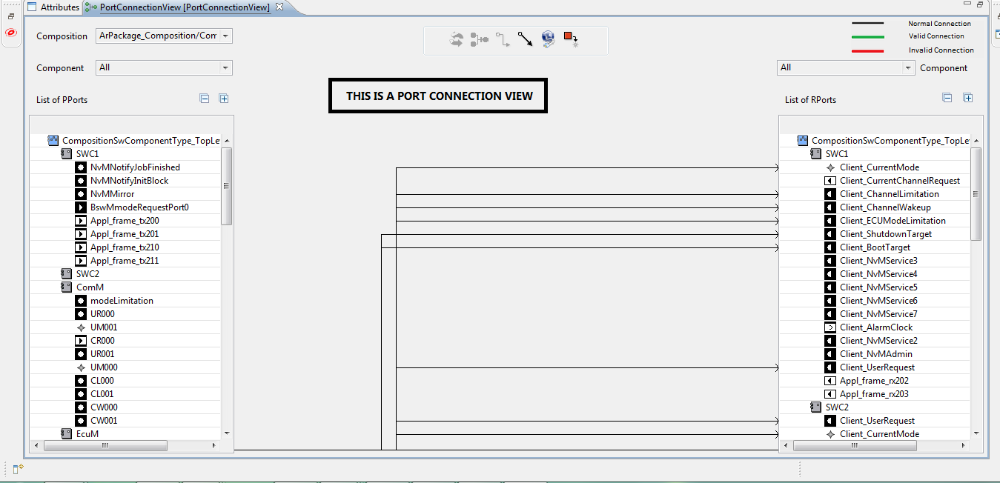 Attributes
PortConnectionView [PortConnectionView]
Composition
ArPackage_Composition/Com
Normal Connection
Valid Connection
Invalid Connection
Component
All
All
Component
THIS IS A PORT CONNECTION VIEW
List of PPorts
List of RPorts
CompositionSwComponentType_TopLe
SWC1
NvMNotifyJobFinished
NvMNotifyInitBlock
NvMMirror
BswMmodeRequestPort0
Appl_frame_tx200
Appl_frame_tx201
Appl_frame_tx210
Appl_frame_tx211
SWC2
ComM
modeLimitation
UR000
UM001
CR000
UR001
UM000
CL000
CL001
CW000
CW001
EcuM
CompositionSwComponentType_TopLe
SWC1
Client_CurrentMode
Client_CurrentChannelRequest
Client_ChannelLimitation
Client_ChannelWakeup
Client_ECUModeLimitation
Client_ShutdownTarget
Client_BootTarget
Client_NvMService3
Client_NvMService4
Client_NvMService5
Client_NvMService6
Client_NvMService7
Client_AlarmClock
Client_NvMService2
Client_NvMAdmin
Client_UserRequest
Appl_frame_rx202
Appl_frame_rx203
SWC2
Client_UserRequest
Client_CurrentMode